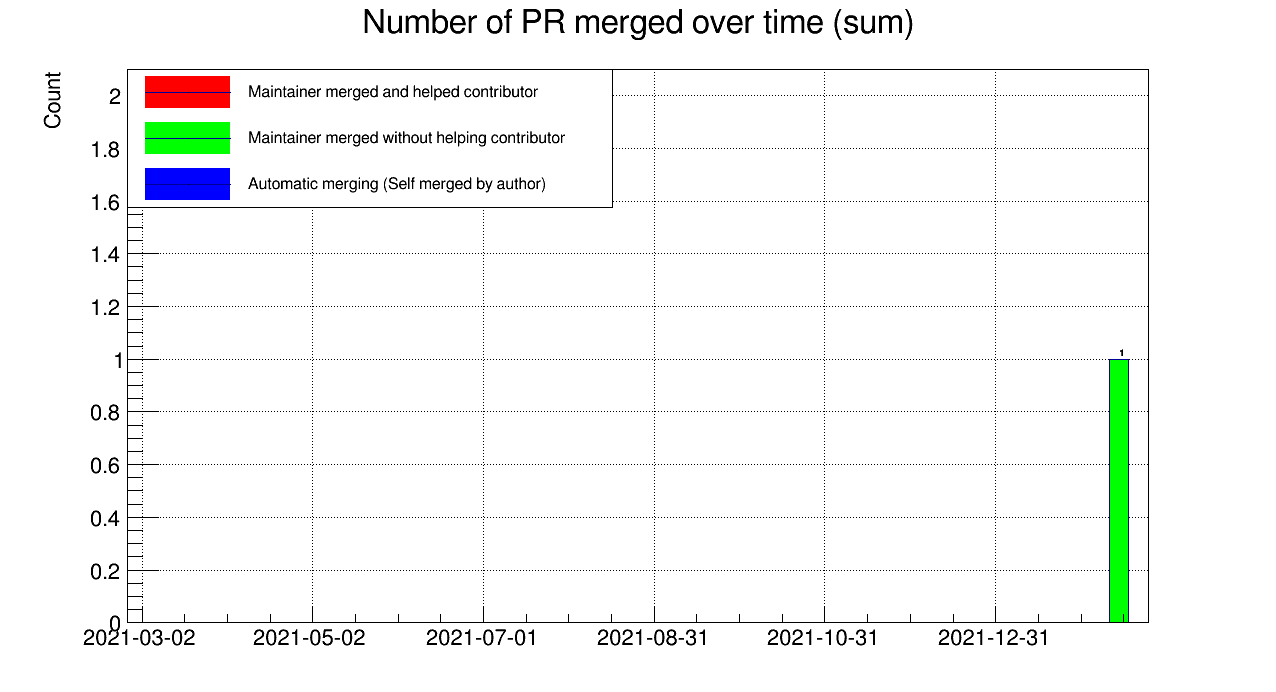 Number of PR merged over time (sum)
Count
Maintainer merged and helped contributor
Maintainer merged without helping contributor
Automatic merging (Self merged by author)
2
1.8
1.6
1.4
1.2
1
0.8
0.6
0.4
0.2
0
1
2021-03-02 2021-05-02 2021-07-01 2021-08-31 2021-10-31 2021-12-31